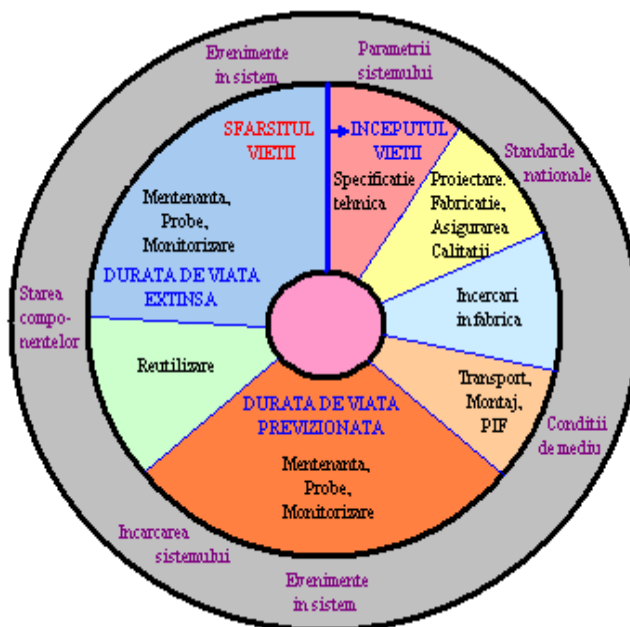 Evenimente
in sistem
Parametrii
sistemului
SFARSITUL
VIETII
INCEPUTUL
VIETII
Specificatie
tehnica
Standarde
nationale
Proiectare.
Fabricatie,
Asigurarea
Calitatii
Mentenanta,
Probe,
Monitorizare
DURATA DE VIATA
EXTINSA
Incercari
in fabrica
Starea
compo-
nentelor
Reutilizare
Transport,
Montaj,
PIF
DURATA DE VIATA
PREVIZIONATA
Conditii
de mediu
Mentenanta,
Probe,
Monitorizare
Incarcarea
sistemului
Evenimente
in sistem